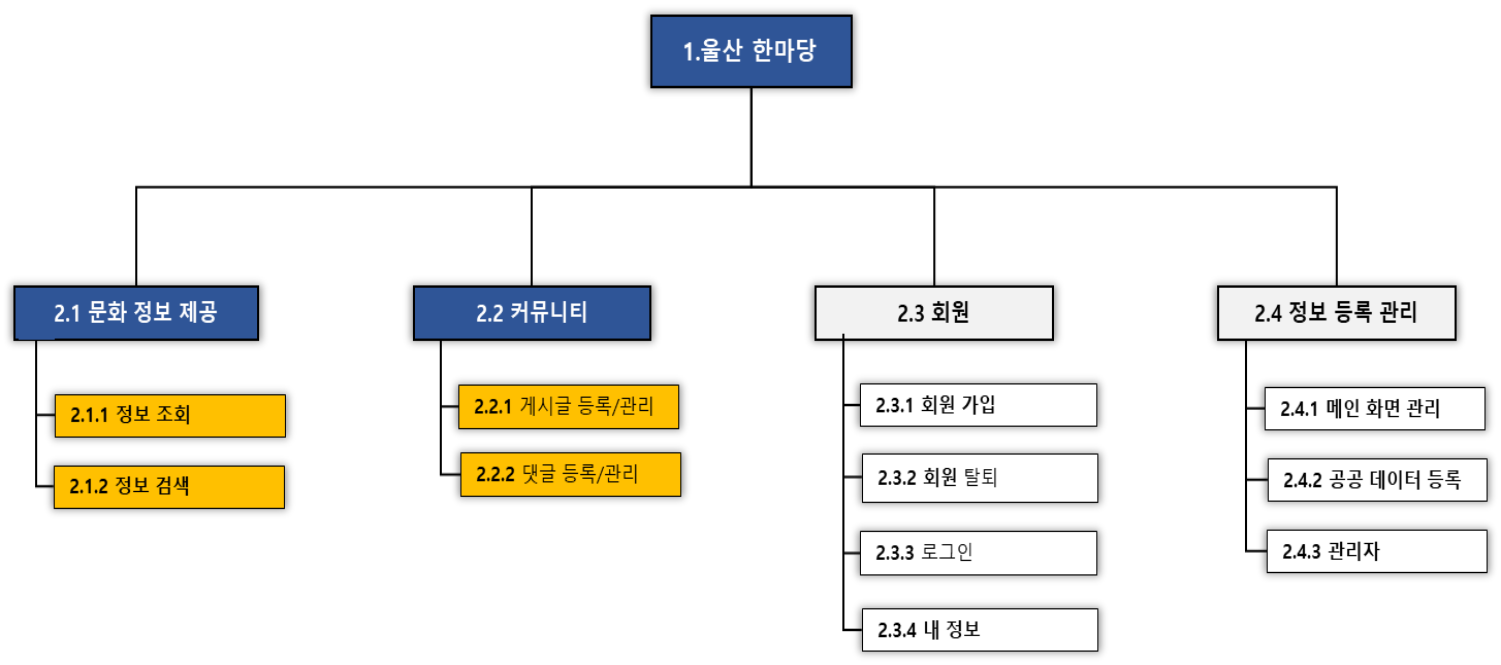 1.울산 한마당
2.1 문화 정보 제공
2.1.1 정보 조회
2.1.2 정보 검색
2.2 커뮤니티
2.2.1 게시글 등록/관리
2.2.2 댓글 등록/관리
2.3 회원
2.3.1 회원 가입
2.3.2 회원 탈퇴
2.3.3 로그인
2.3.4 내 정보
2.4 정보 등록 관리
2.4.1 메인 화면 관리
2.4.2 공공 데이터 등록
2.4.3 관리자